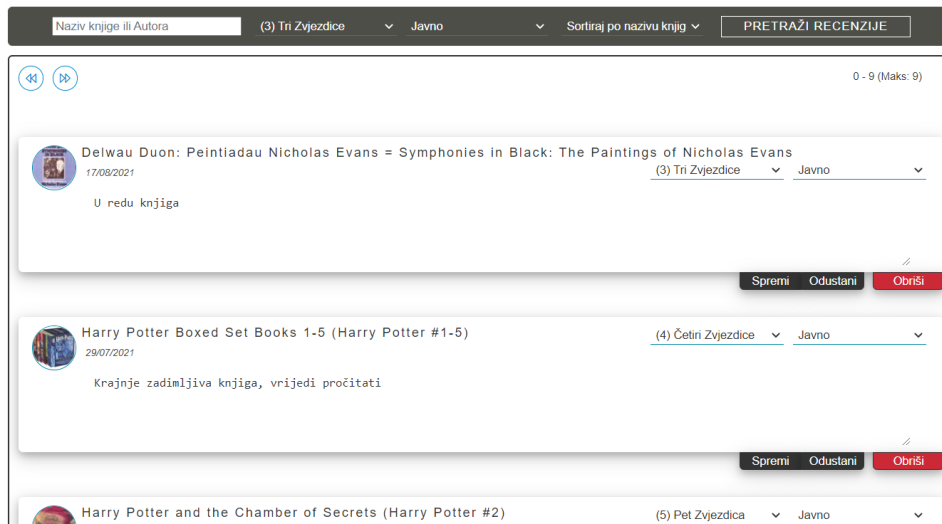 Naziv knjige ili Autora (3) Tri Zvjezdice Javno Sortiraj po nazivu knjig PRETRAŽI RECENZIJE
0 - 9 (Maks: 9)
Delwau Duon: Peintiadau Nicholas Evans = Symphonies in Black: The Paintings of Nicholas Evans
17/08/2021 (3) Tri Zvjezdice Javno
U redu knjiga
Spremi Odustani Obriši
Harry Potter Boxed Set Books 1-5 (Harry Potter #1-5) (4) Četiri Zvjezdice Javno
29/07/2021
Krajnje zadimljiva knjiga, vrijedi pročitati
Spremi Odustani Obriši
Harry Potter and the Chamber of Secrets (Harry Potter #2) (5) Pet Zvjezdica Javno